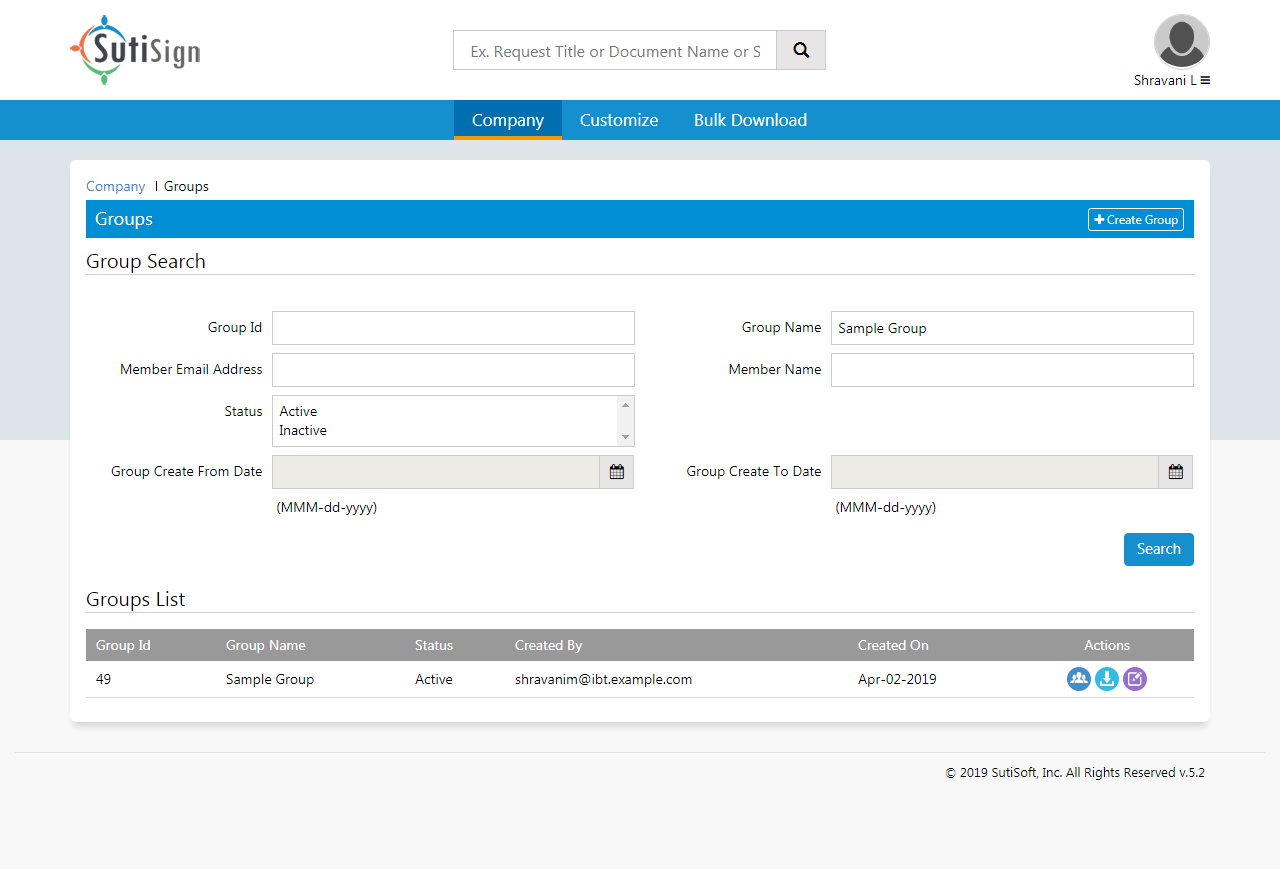 SutiSign
Ex. Request Title or Document Name or S
Shravani L
Company Customize Bulk Download
Company | Groups
Groups
Create Group
Group Search
Group Id
Group Name Sample Group
Member Email Address
Member Name
Status Active
Inactive
Group Create From Date
Group Create To Date
(MMM-dd-yyyy) (MMM-dd-yyyy)
Search
Groups List
Group Id Group Name Status Created By Created On Actions
49 Sample Group Active shravanim@ibt.example.com Apr-02-2019
© 2019 SutiSoft, Inc. All Rights Reserved v.5.2